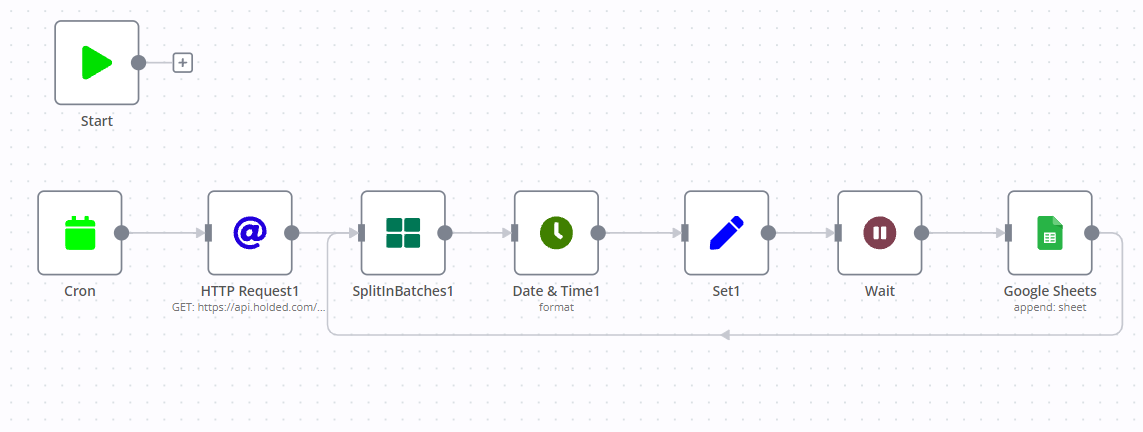 Start
Cron
HTTP Request1
GET: https://api.holded.com/...
SplitInBatches1
Date & Time1
format
Set1
Wait
Google Sheets
append: sheet